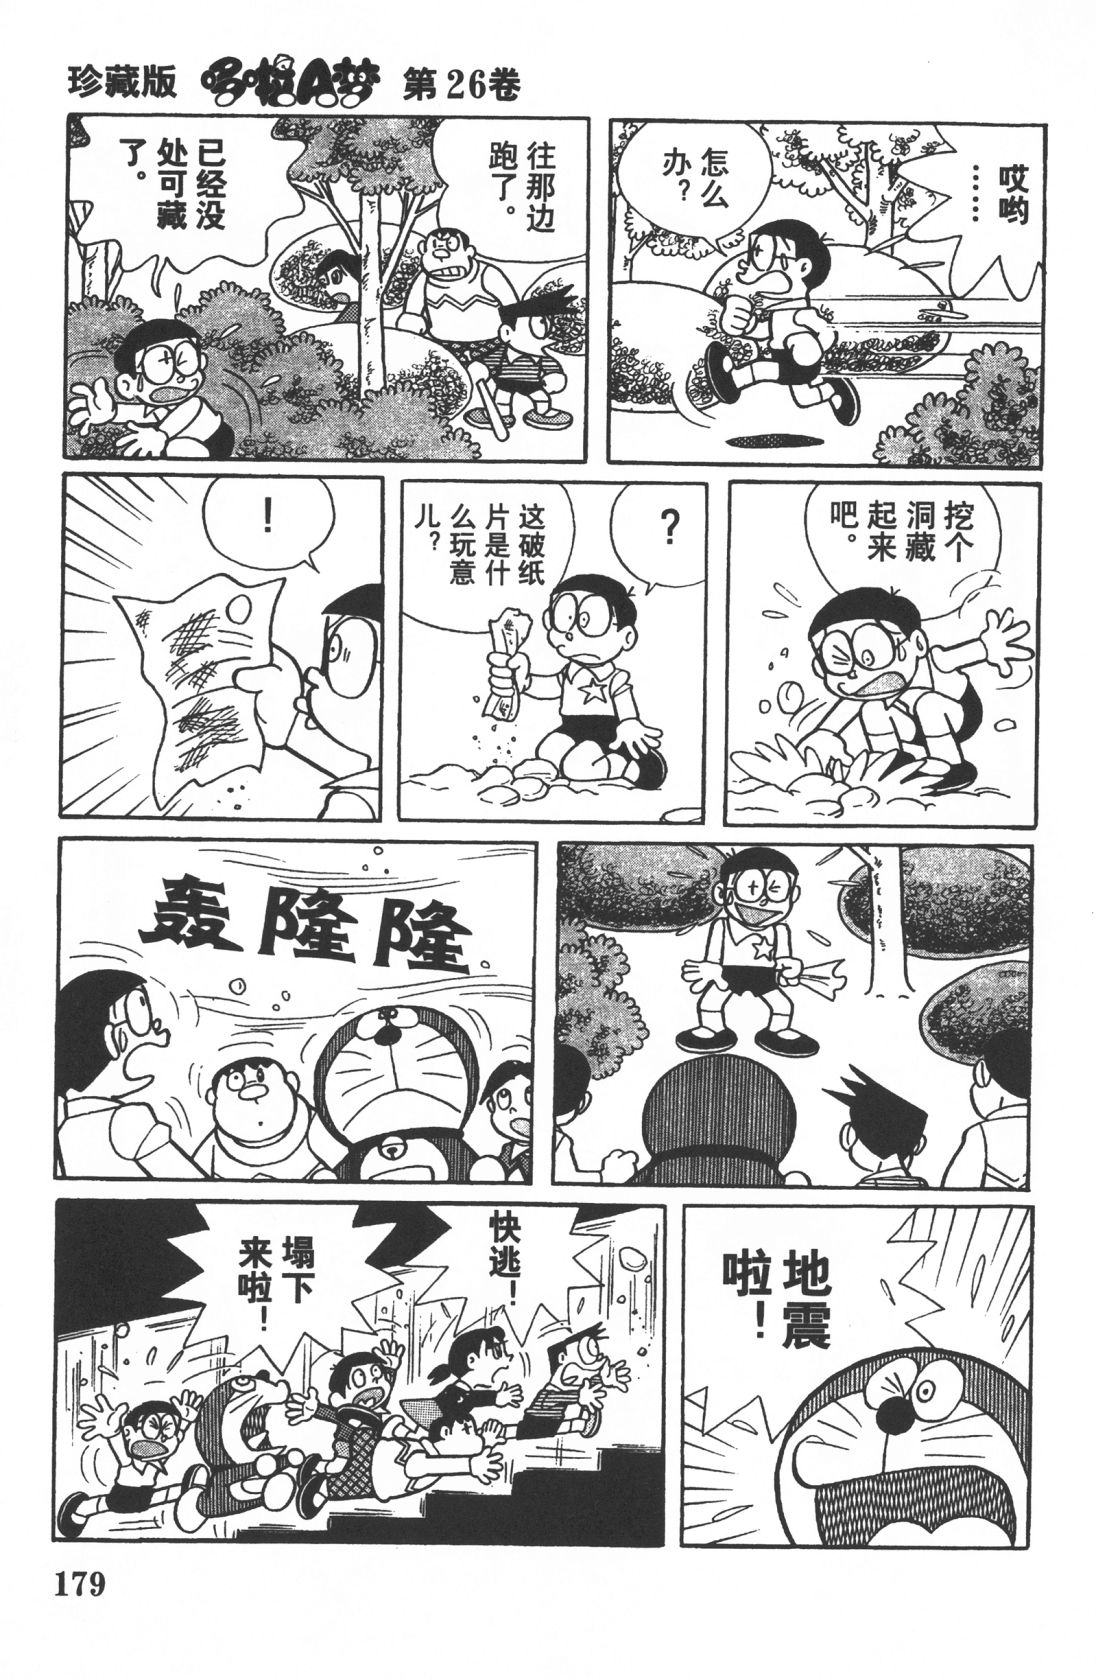 珍藏版 哆啦A梦 第26卷
哎哟
……
怎么
办?
往那边
跑了。
已经没
处可藏
了。
挖个
洞藏
起来
吧。
?
这破纸
片是什
么玩意
儿?
!
轰隆隆
地震
啦!
快逃!
塌下
来啦!
179